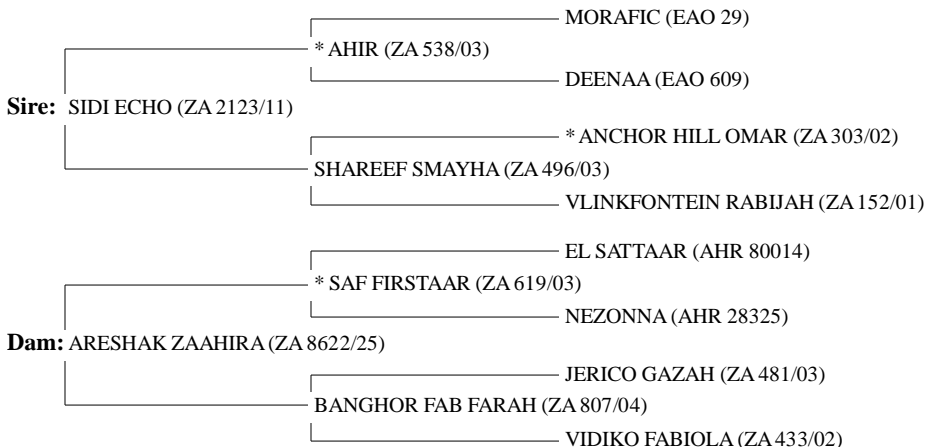 MORAFIC (EAO 29)
* AHIR (ZA 538/03)
DEENAA (EAO 609)
Sire: SIDI ECHO (ZA 2123/11)
* ANCHOR HILL OMAR (ZA 303/02)
SHAREEF SMAYHA (ZA 496/03)
VLINKFONTEIN RABIJAH (ZA 152/01)
EL SATTAAR (AHR 80014)
* SAF FIRSTAAR (ZA 619/03)
NEZONNA (AHR 28325)
Dam: ARESHAK ZAAHIRA (ZA 8622/25)
JERICO GAZAH (ZA 481/03)
BANGHOR FAB FARAH (ZA 807/04)
VIDIKO FABIOLA (ZA 433/02)